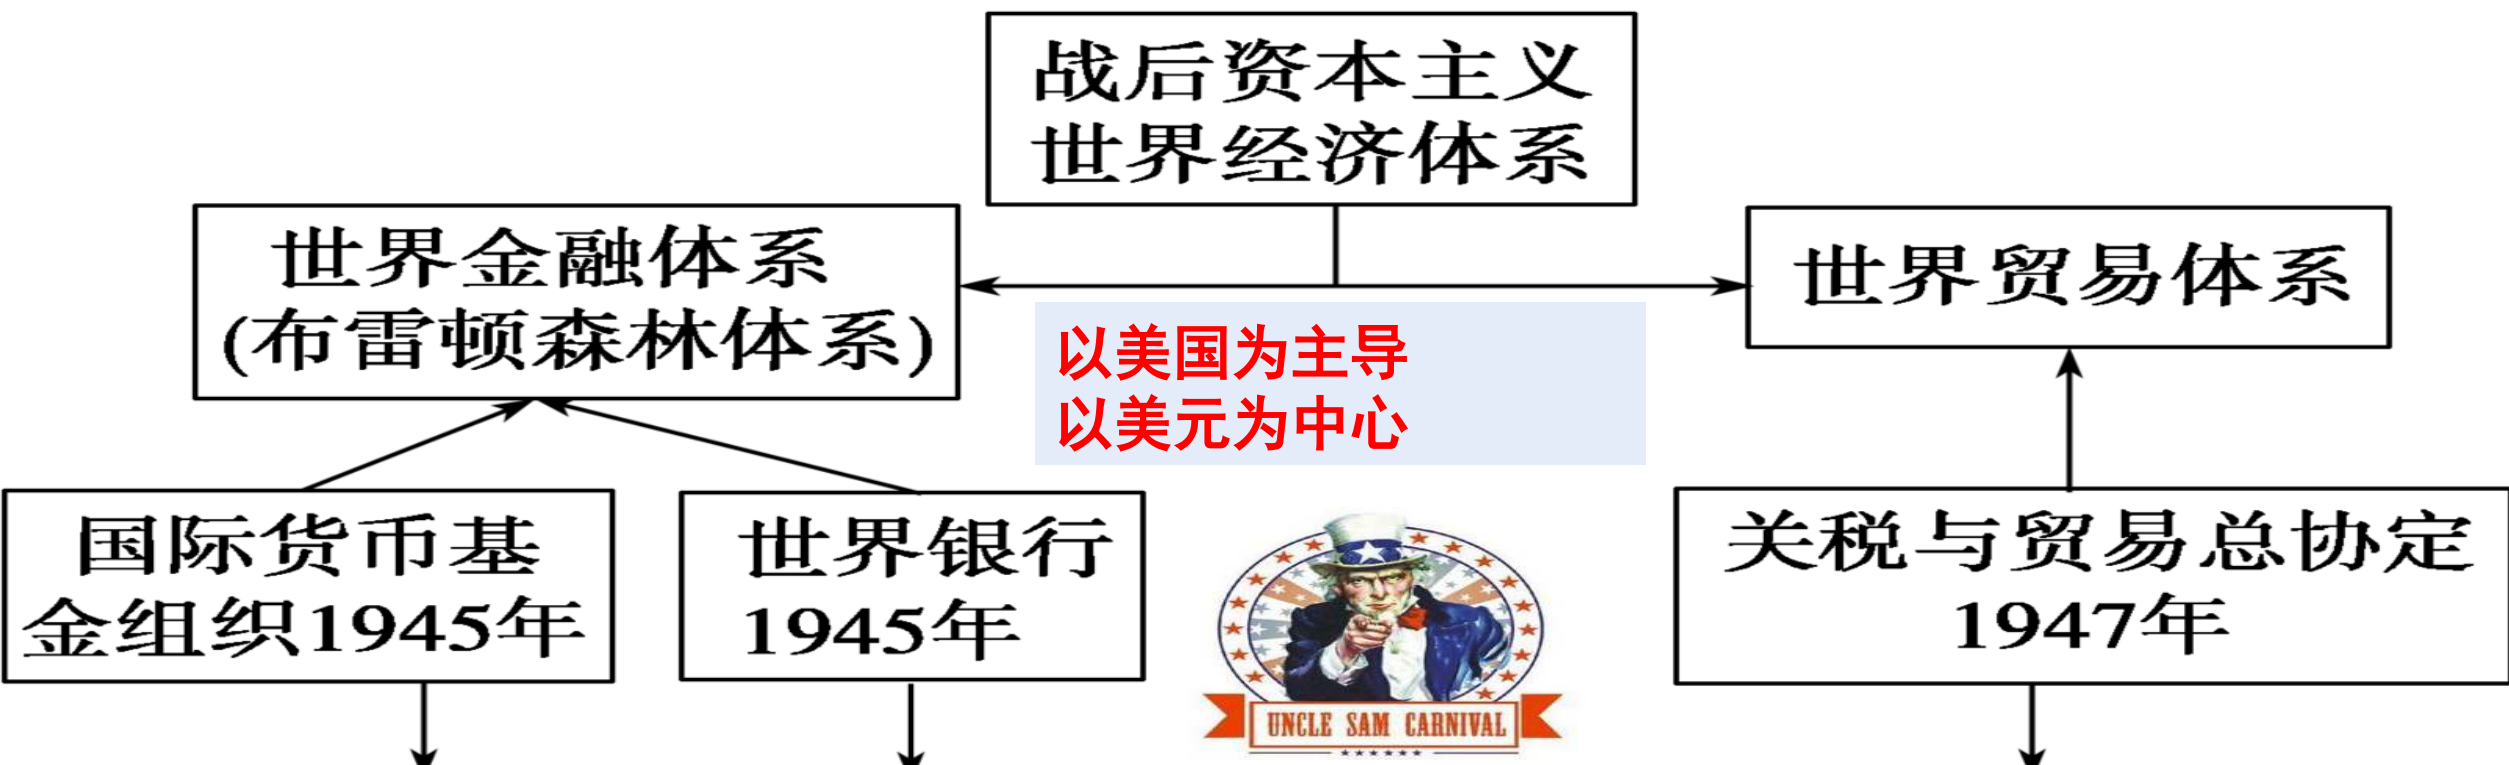 战后资本主义
世界经济体系
世界金融体系
(布雷顿森林体系)
世界贸易体系
以美国为主导
以美元为中心
国际货币基
金组织1945年
世界银行
1945年
关税与贸易总协定
1947年
UNCLE SAM CARNIVAL